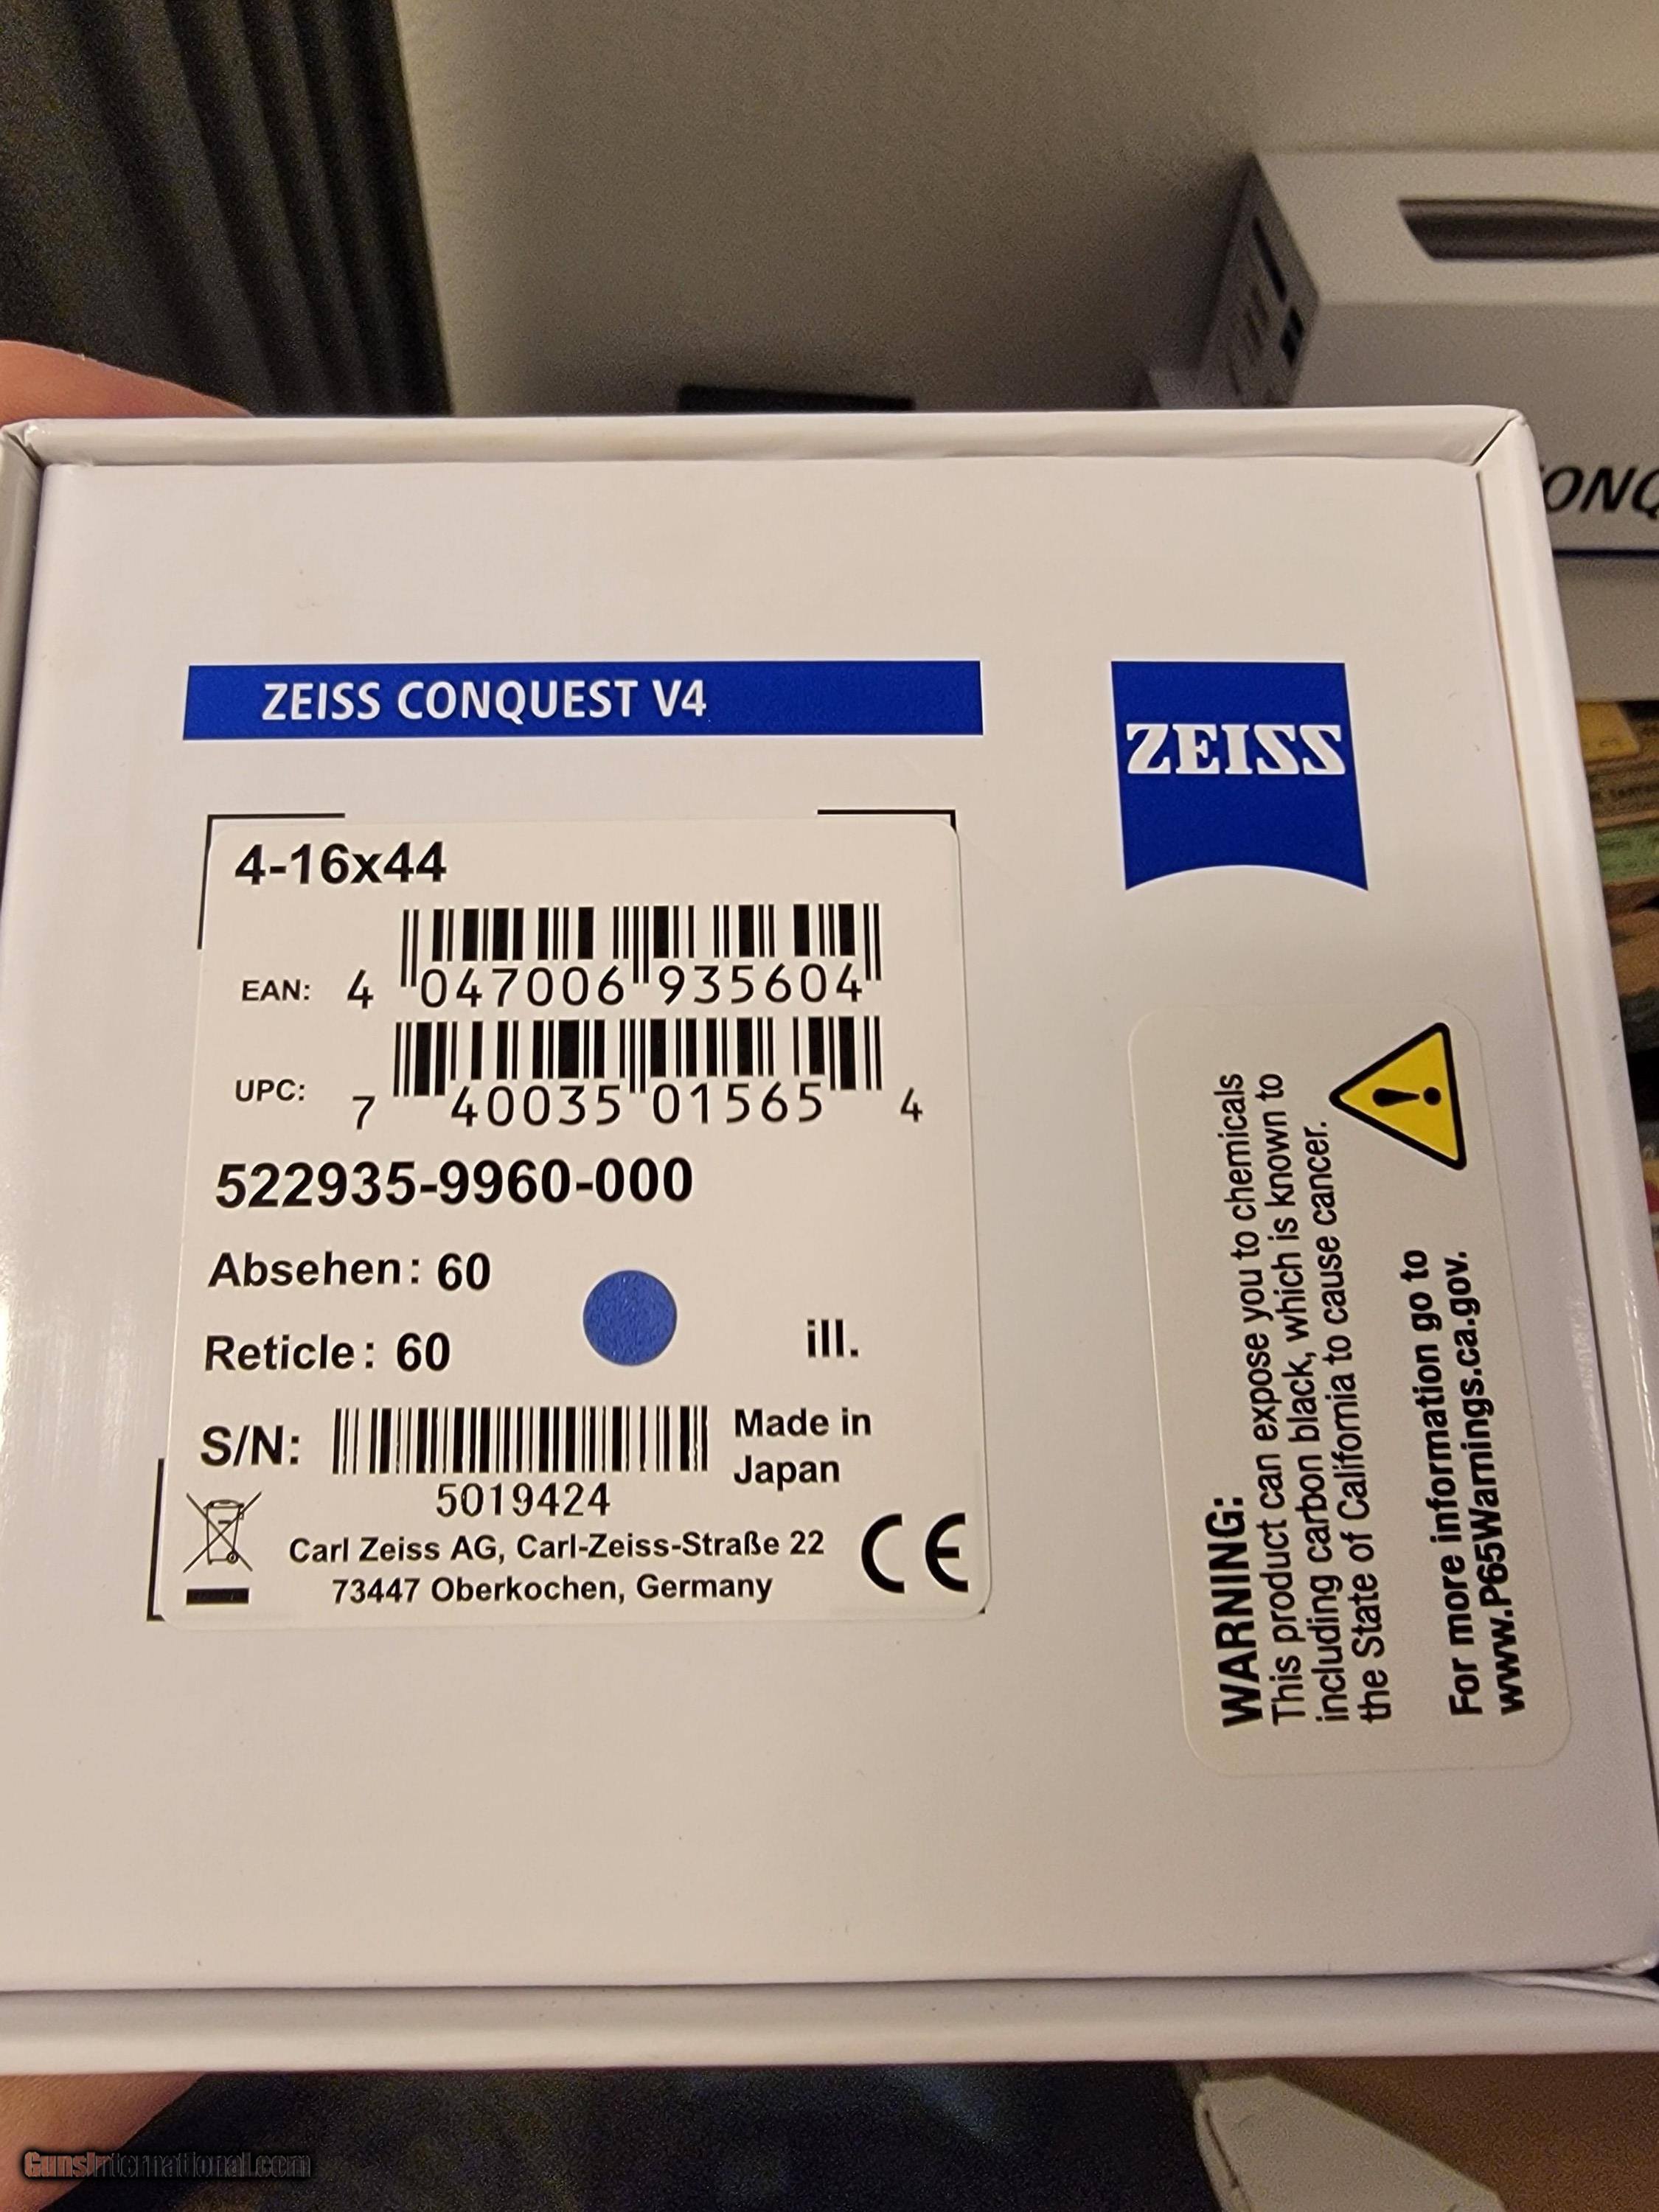 ONQ
ZEISS CONQUEST V4
ZEISS
4-16x44
EAN: 4 047006 935604
UPC: 7 40035 01565 4
522935-9960-000
Absehen: 60
Reticle: 60
ill.
S/N:
5019424
Made in
Japan
Carl Zeiss AG, Carl-Zeiss-Straße 22
73447 Oberkochen, Germany
CE
WARNING:
This product can expose you to chemicals
including carbon black, which is known to
the State of California to cause cancer.
For more information go to
www.P65Warnings.ca.gov.
GunsInternational.com